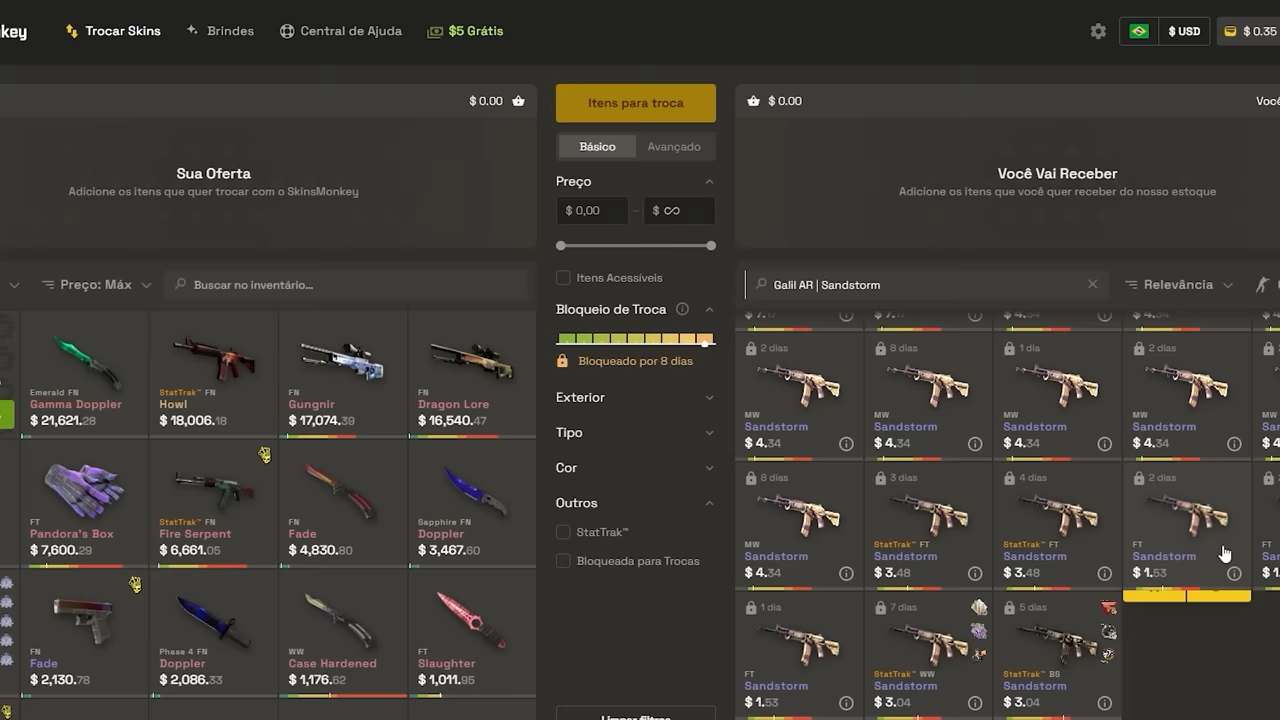 key
Trocar Skins
Brindes
Central de Ajuda
$5 Grátis
$ USD
$ 0.35
$ 0.00
Sua Oferta
Adicione os itens que quer trocar com o SkinsMonkey
Itens para troca
Básico
Avançado
Preço
$ 0,00
–
$ ∞
Itens Acessíveis
Bloqueio de Troca
Bloqueado por 8 dias
Exterior
Tipo
Cor
Outros
StatTrak™
Bloqueada para Trocas
Limpar filtros
$ 0.00
Você
Você Vai Receber
Adicione os itens que você quer receber do nosso estoque
Preço: Máx
Buscar no inventário...
Emerald FN
Gamma Doppler
$ 21,621.28
StatTrak™ FN
Howl
$ 18,006.18
FN
Gungnir
$ 17,074.39
FN
Dragon Lore
$ 16,540.47
FT
Pandora's Box
$ 7,600.29
StatTrak™ FN
Fire Serpent
$ 6,661.05
FN
Fade
$ 4,830.80
Sapphire FN
Doppler
$ 3,467.60
FN
Fade
$ 2,130.78
Phase 4 FN
Doppler
$ 2,086.33
WW
Case Hardened
$ 1,176.62
FT
Slaughter
$ 1,011.95
Galil AR | Sandstorm
Relevância
2 dias
MW
Sandstorm
$ 4.34
8 dias
MW
Sandstorm
$ 4.34
1 dia
MW
Sandstorm
$ 4.34
2 dias
MW
Sandstorm
$ 4.34
8 dias
MW
Sandstorm
$ 4.34
3 dias
StatTrak™ FT
Sandstorm
$ 3.48
4 dias
StatTrak™ FT
Sandstorm
$ 3.48
2 dias
FT
Sandstorm
$ 1.53
1 dia
FT
Sandstorm
$ 1.53
7 dias
StatTrak™ WW
Sandstorm
$ 3.04
5 dias
StatTrak™ BS
Sandstorm
$ 3.04